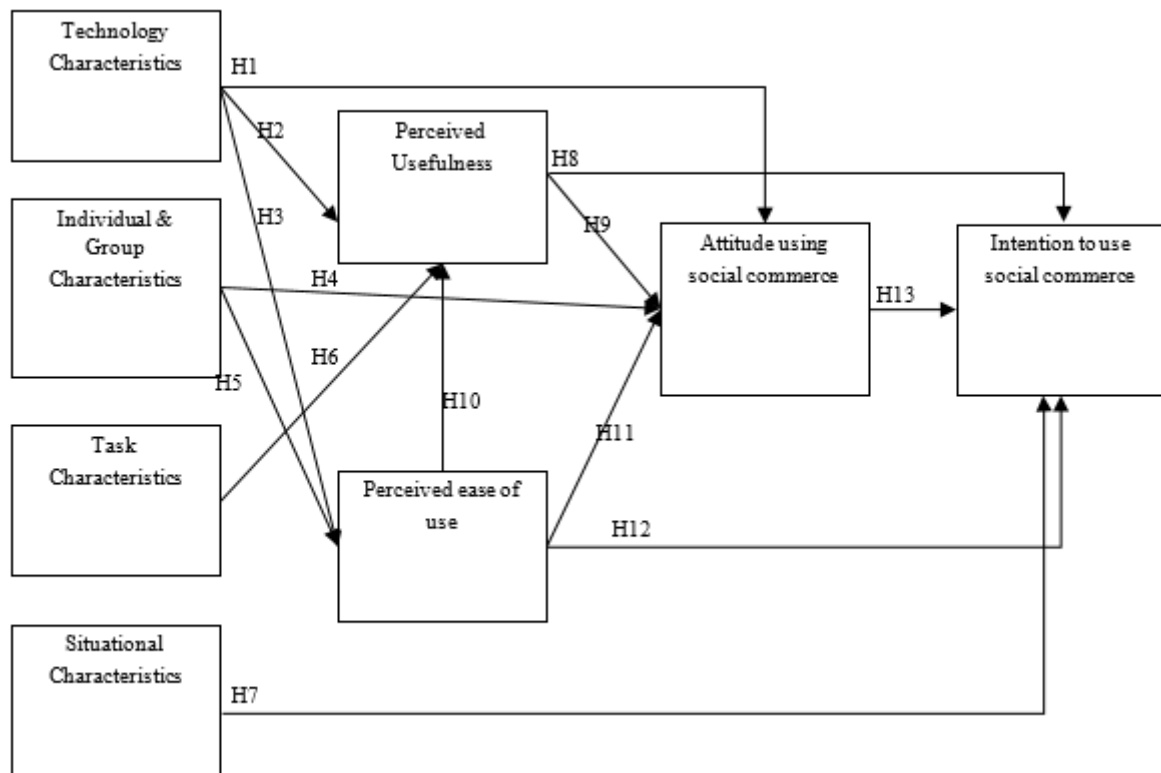 Technology
Characteristics
H1
H2
Perceived
Usefulness
H8
Individual &
Group
Characteristics
H3
H9
Attitude using
social commerce
Intention to use
social commerce
H4
H13
H6
H5
H10
Task
Characteristics
H11
Perceived ease of
use
H12
Situational
Characteristics
H7